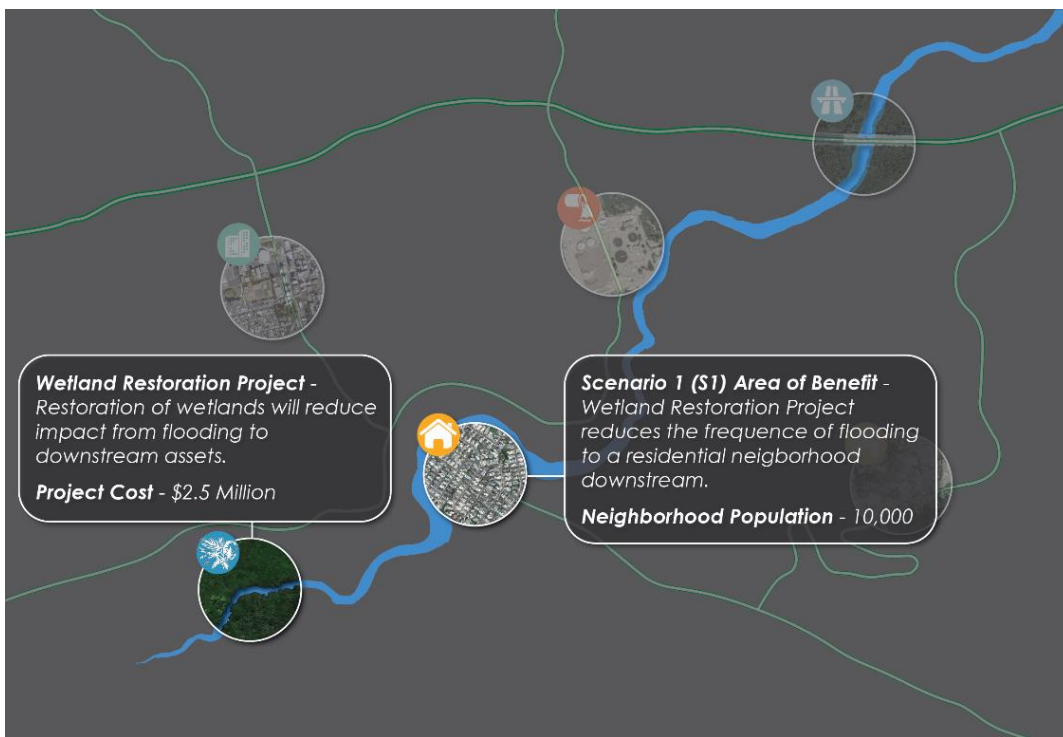 Wetland Restoration Project -
Restoration of wetlands will reduce
impact from flooding to
downstream assets.
Project Cost - $2.5 Million
Scenario 1 (S1) Area of Benefit -
Wetland Restoration Project
reduces the frequence of flooding
to a residential neigborhood
downstream.
Neighborhood Population - 10,000